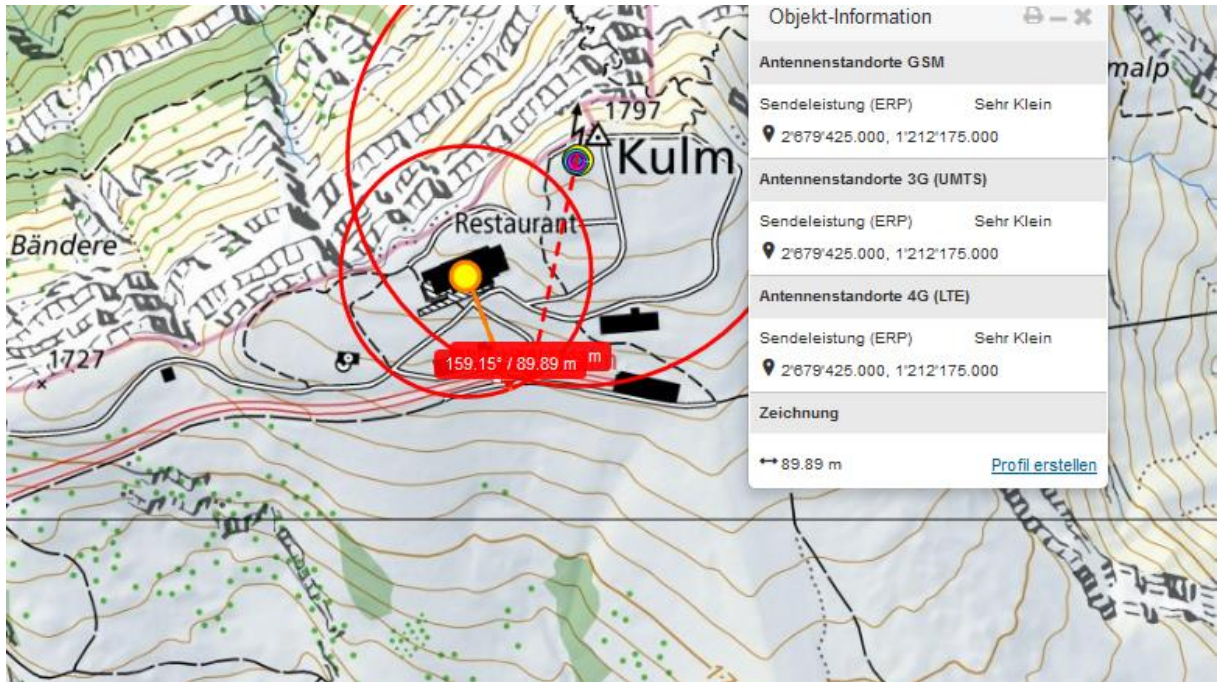 Objekt-Information
Antennenstandorte GSM
Sendeleistung (ERP) Sehr Klein
2'679'425.000, 1'212'175.000
Antennenstandorte 3G (UMTS)
Sendeleistung (ERP) Sehr Klein
2'679'425.000, 1'212'175.000
Antennenstandorte 4G (LTE)
Sendeleistung (ERP) Sehr Klein
2'679'425.000, 1'212'175.000
Zeichnung
89.89 m
Profil erstellen
malp
1797
Kulm
Restaurant
Bändere
1727
159.15° / 89.89 m
m